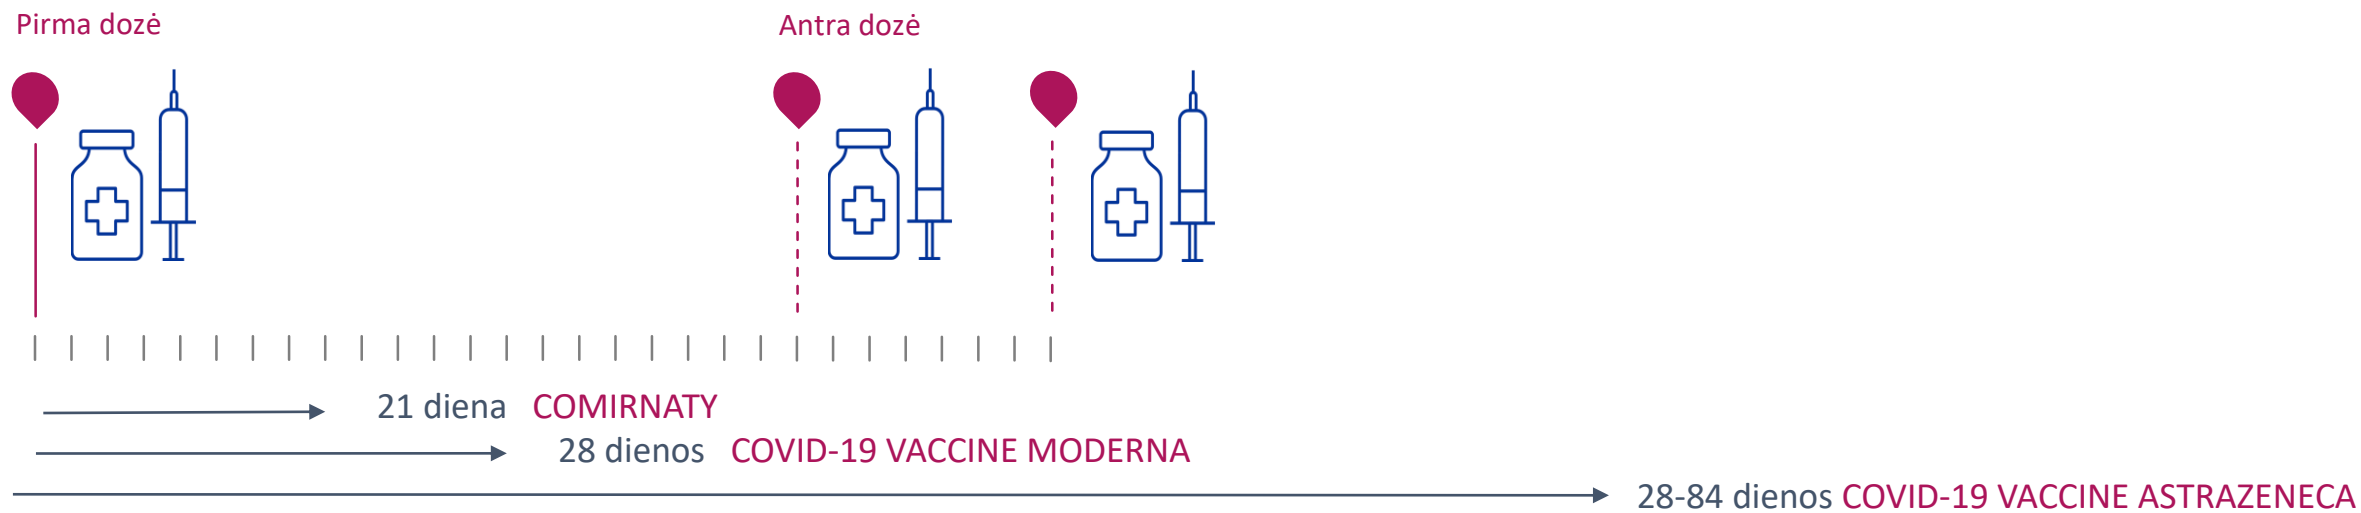 Pirma dozė
Antra dozė
21 diena COMIRNATY
28 dienos COVID-19 VACCINE MODERNA
28-84 dienos COVID-19 VACCINE ASTRAZENECA